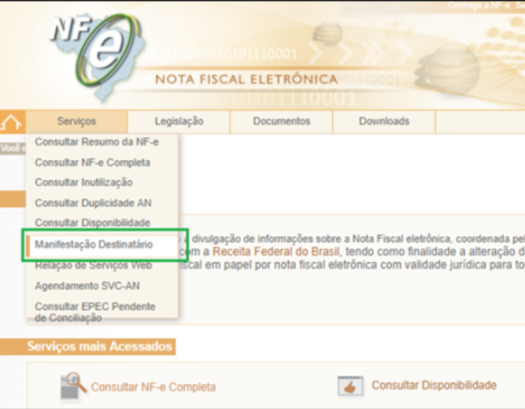 Conheça a NF-e
NF
e
010101010101110001
NOTA FISCAL ELETRÔNICA
Serviços Legislação Documentos Downloads
Você e
Consultar Resumo da NF-e
Consultar NF-e Completa
Consultar Inutilização
Consultar Duplicidade AN
Consultar Disponibilidade
Manifestação Destinatário a divulgação de informações sobre a Nota Fiscal eletrônica, coordenada pel
om a Receita Federal do Brasil, tendo como finalidade a alteração d
Relação de Serviços Web iscal em papel por nota fiscal eletrônica com validade jurídica para to
Agendamento SVC-AN
Consultar EPEC Pendente
de Conciliação
Serviços mais Acessados
Consultar NF-e Completa Consultar Disponibilidade